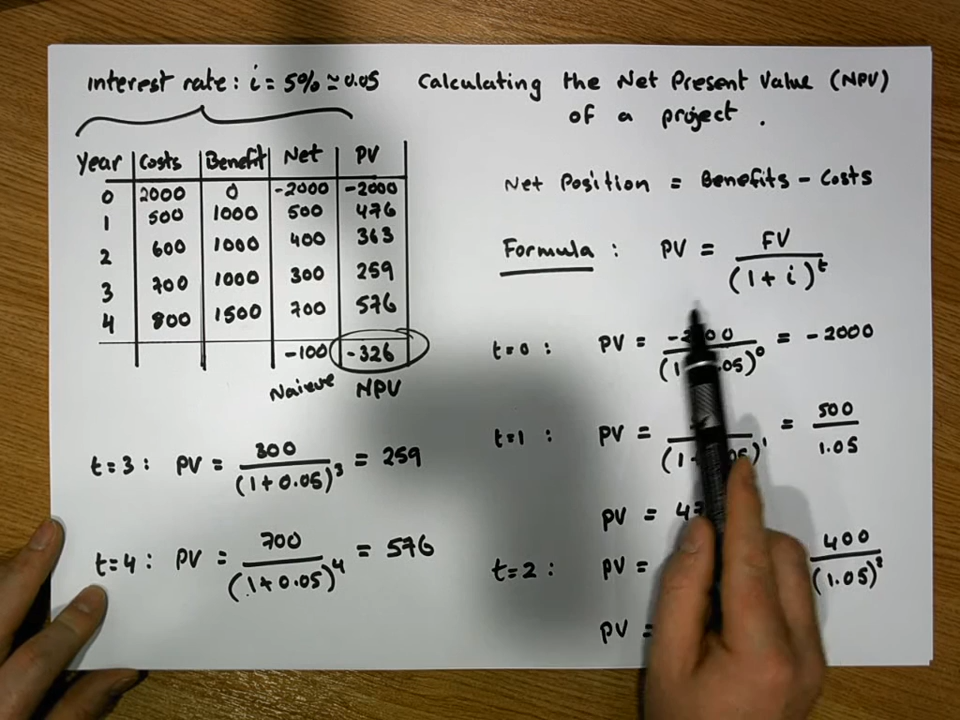 interest rate: i = 5% ≃ 0.05
Calculating the Net Present Value (NPV)
of a project.
Year Costs Benefit Net PV
0 2000 0 -2000 -2000
1 500 1000 500 476
2 600 1000 400 363
3 700 1000 300 259
4 800 1500 700 576
-100 -326
Naieve NPV
t=3: PV = 300/(1+0.05)^3 = 259
t=4: PV = 700/(1+0.05)^4 = 576
Net Position = Benefits - Costs
Formula: PV = FV/(1+i)^t
t=0: PV = = -2000
t=1: PV = = 500/1.05
PV =
t=2: PV = 400/(1.05)^2
PV =